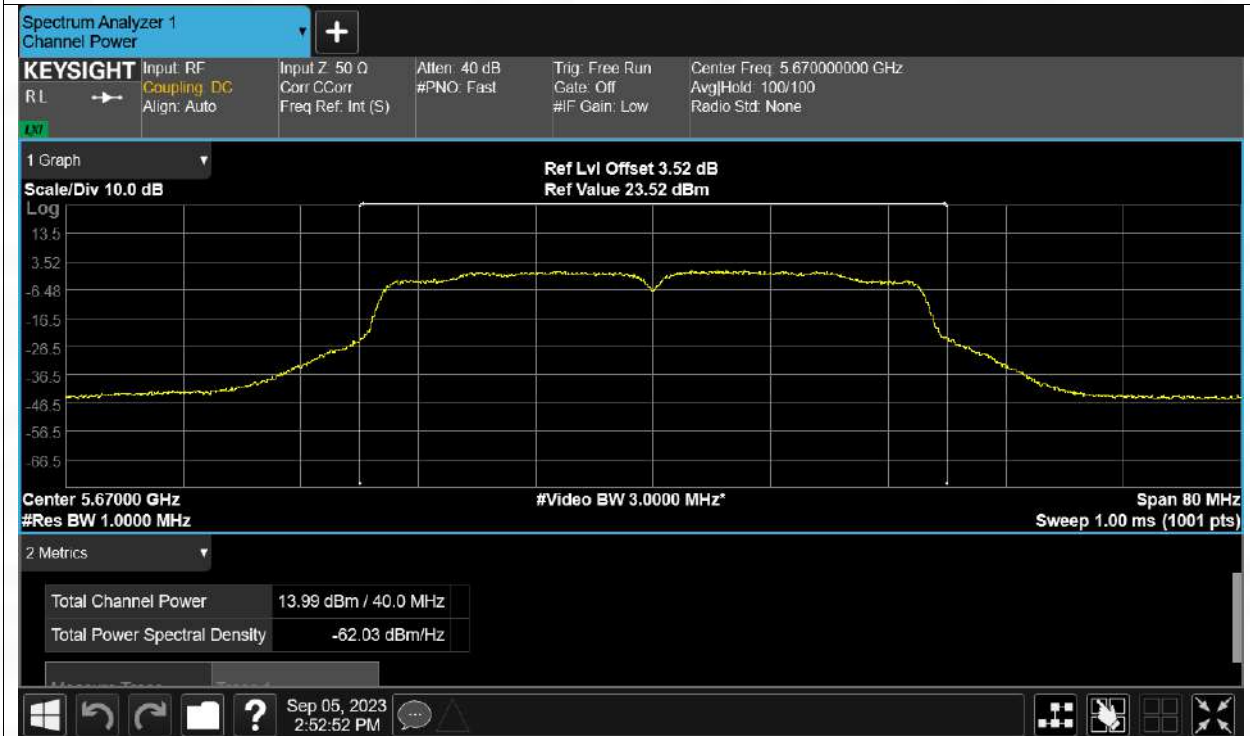 Spectrum Analyzer 1
Channel Power
+
KEYSIGHT Input: RF Input Z: 50 Ω Atten: 40 dB Trig: Free Run Center Freq: 5.670000000 GHz
RL Coupling: DC Corr CCorr #PNO: Fast Gate: Off Avg|Hold: 100/100
Align: Auto Freq Ref: Int (S) #IF Gain: Low Radio Std: None
LXI
1 Graph
Ref Lvl Offset 3.52 dB
Scale/Div 10.0 dB Ref Value 23.52 dBm
Log
13.5
3.52
-6.48
-16.5
-26.5
-36.5
-46.5
-56.5
-66.5
Center 5.67000 GHz #Video BW 3.0000 MHz* Span 80 MHz
#Res BW 1.0000 MHz Sweep 1.00 ms (1001 pts)
2 Metrics
Total Channel Power 13.99 dBm / 40.0 MHz
Total Power Spectral Density -62.03 dBm/Hz
? Sep 05, 2023
2:52:52 PM